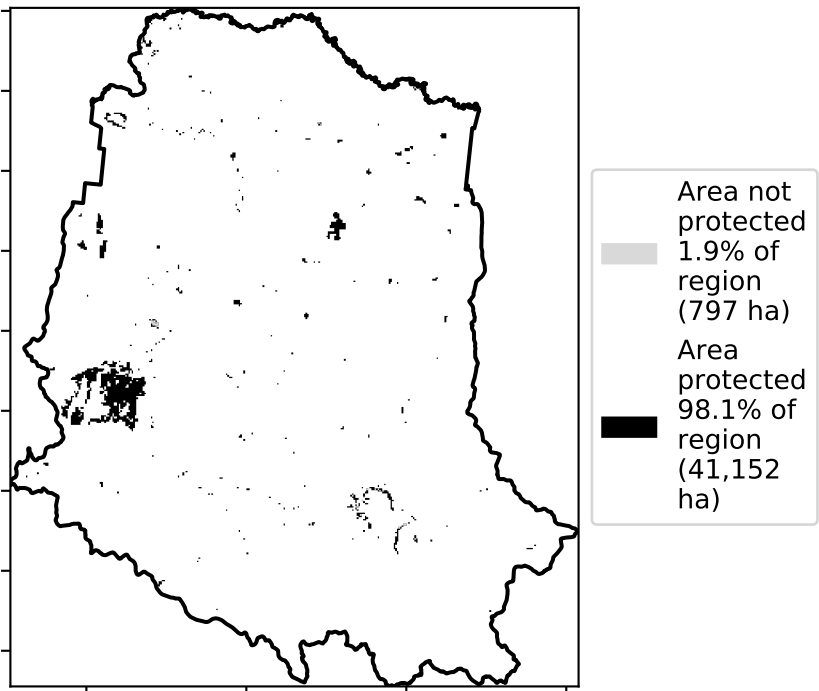 Area not
protected
1.9% of
region
(797 ha)
Area
protected
98.1% of
region
(41,152
ha)